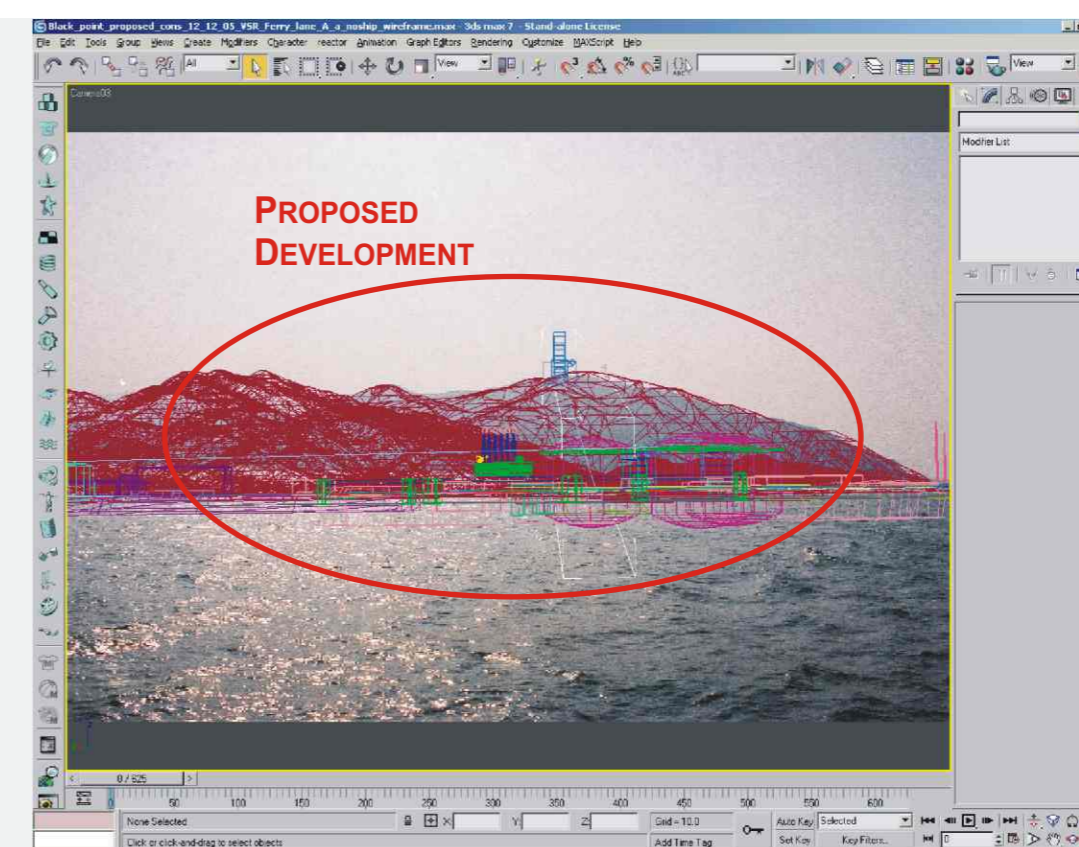 Black_point_proposed_cons_12_12_05_VSR_Ferry_lane_A_a_noship_wireframe.max - 3ds max 7 - Stand-alone License
File Edit Tools Group Views Create Modifiers Character reactor Animation Graph Editors Rendering Customize MAXScript Help
All View View
Camera03
Modifier List
PROPOSED
DEVELOPMENT
0 / 625
0 50 100 150 200 250 300 350 400 450 500 550 600
None Selected X: Y: Z: Grid = 10.0 Auto Key Selected
Click or click-and-drag to select objects Add Time Tag Set Key Key Filters... 0